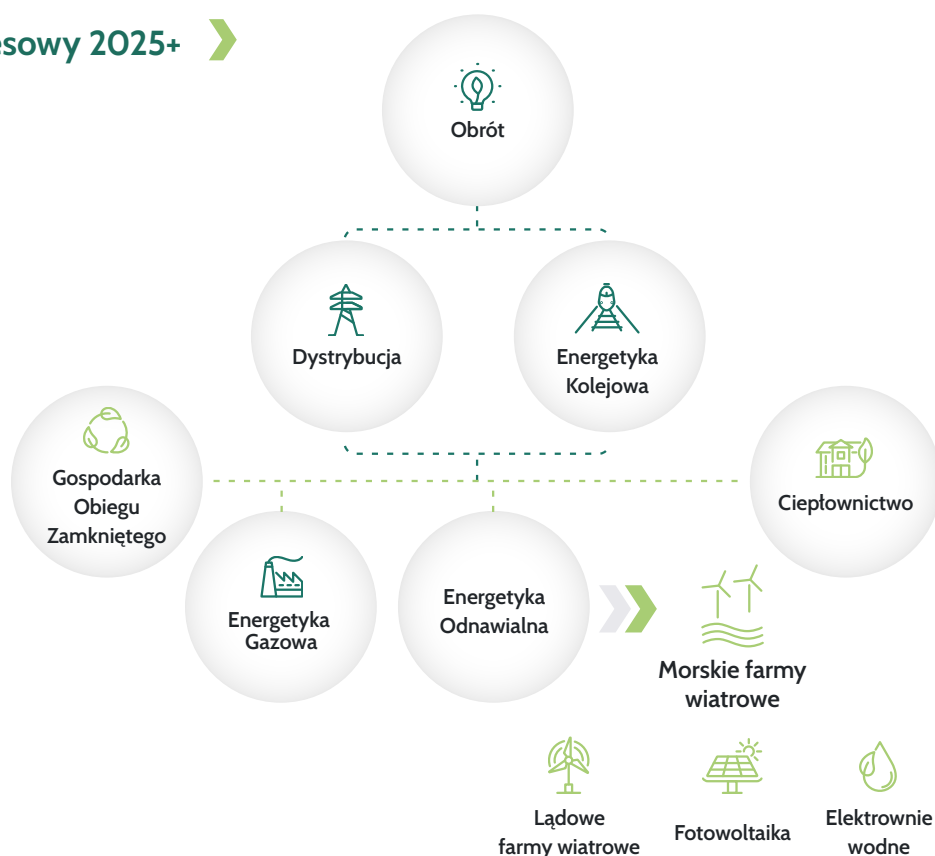 esowy 2025+
Obrót
Dystrybucja
Energetyka
Kolejowa
Gospodarka
Obiegu
Zamkniętego
Ciepłownictwo
Energetyka
Gazowa
Energetyka
Odnawialna
Morskie farmy
wiatrowe
Lądowe
farmy wiatrowe
Fotowoltaika
Elektrownie
wodne